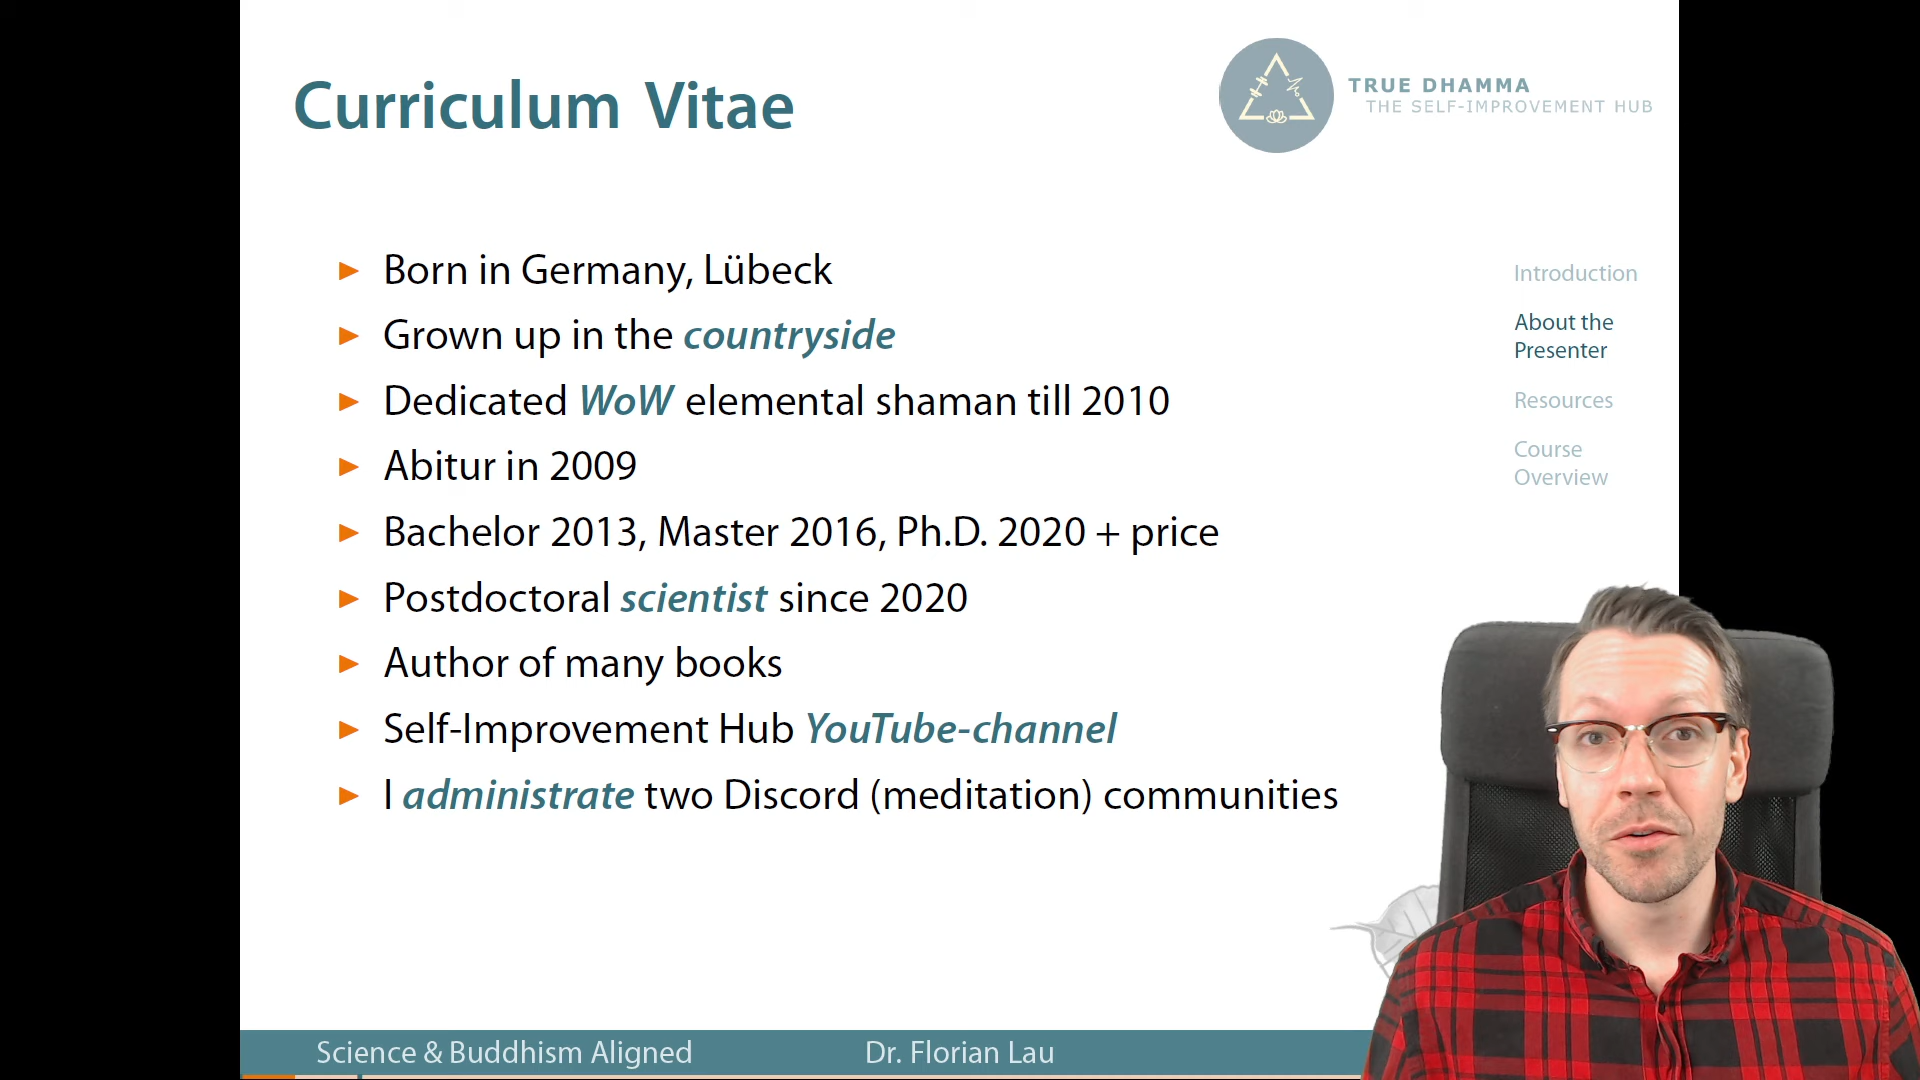 Curriculum Vitae
TRUE DHAMMA
THE SELF-IMPROVEMENT HUB
Born in Germany, Lübeck
Grown up in the countryside
Dedicated WoW elemental shaman till 2010
Abitur in 2009
Bachelor 2013, Master 2016, Ph.D. 2020 + price
Postdoctoral scientist since 2020
Author of many books
Self-Improvement Hub YouTube-channel
I administrate two Discord (meditation) communities
Introduction
About the
Presenter
Resources
Course
Overview
Science & Buddhism Aligned
Dr. Florian Lau